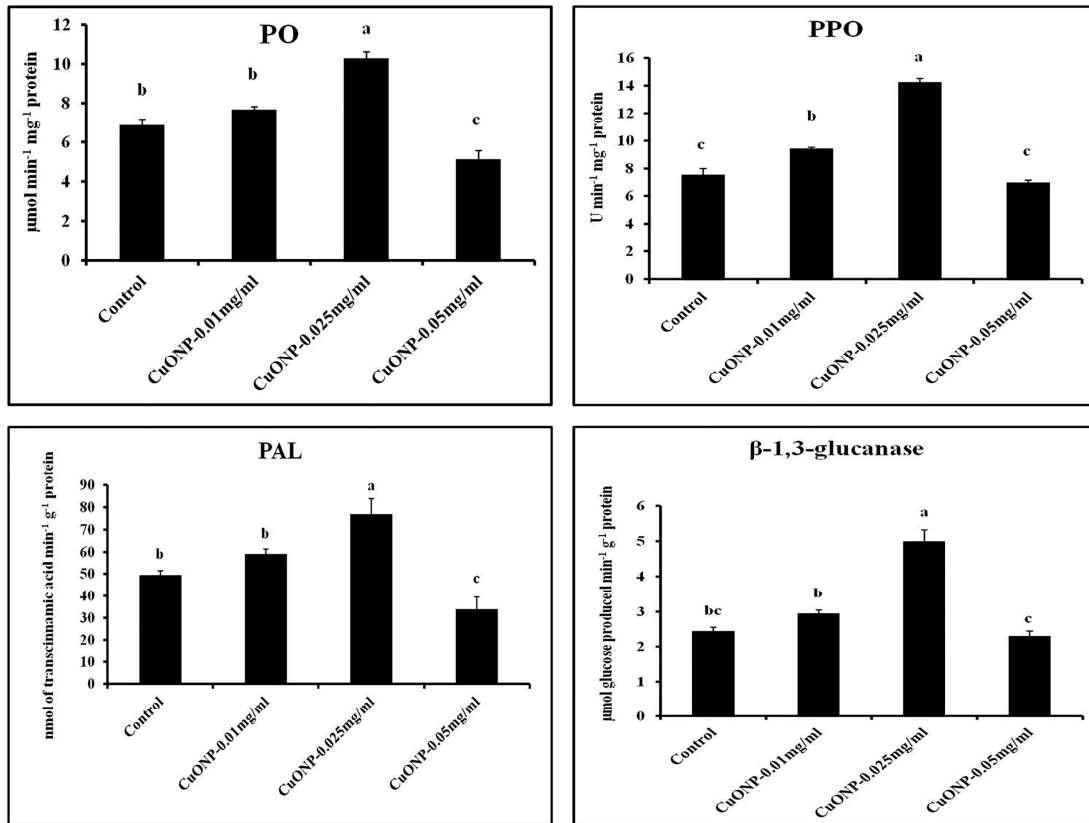 PO
µmol min-1 mg-1 protein
12
10
8
6
4
2
0
b
b
a
c
Control
CuONP-0.01mg/ml
CuONP-0.025mg/ml
CuONP-0.05mg/ml
PPO
U min-1 mg-1 protein
16
14
12
10
8
6
4
2
0
c
b
a
c
Control
CuONP-0.01mg/ml
CuONP-0.025mg/ml
CuONP-0.05mg/ml
PAL
nmol of transcinnamic acid min-1 g-1 protein
90
80
70
60
50
40
30
20
10
0
b
b
a
c
Control
CuONP-0.01mg/ml
CuONP-0.025mg/ml
CuONP-0.05mg/ml
β-1,3-glucanase
µmol glucose produced min-1 g-1 protein
6
5
4
3
2
1
0
bc
b
a
c
Control
CuONP-0.01mg/ml
CuONP-0.025mg/ml
CuONP-0.05mg/ml